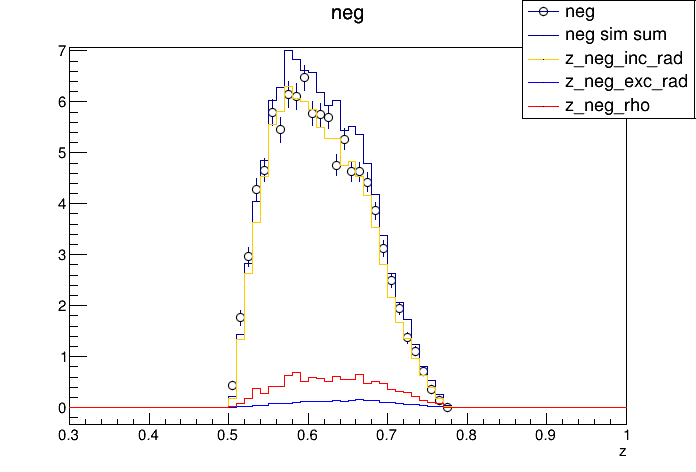 neg
neg
neg sim sum
z_neg_inc_rad
z_neg_exc_rad
z_neg_rho
7
6
5
4
3
2
1
0
0.3 0.4 0.5 0.6 0.7 0.8 0.9 1
z